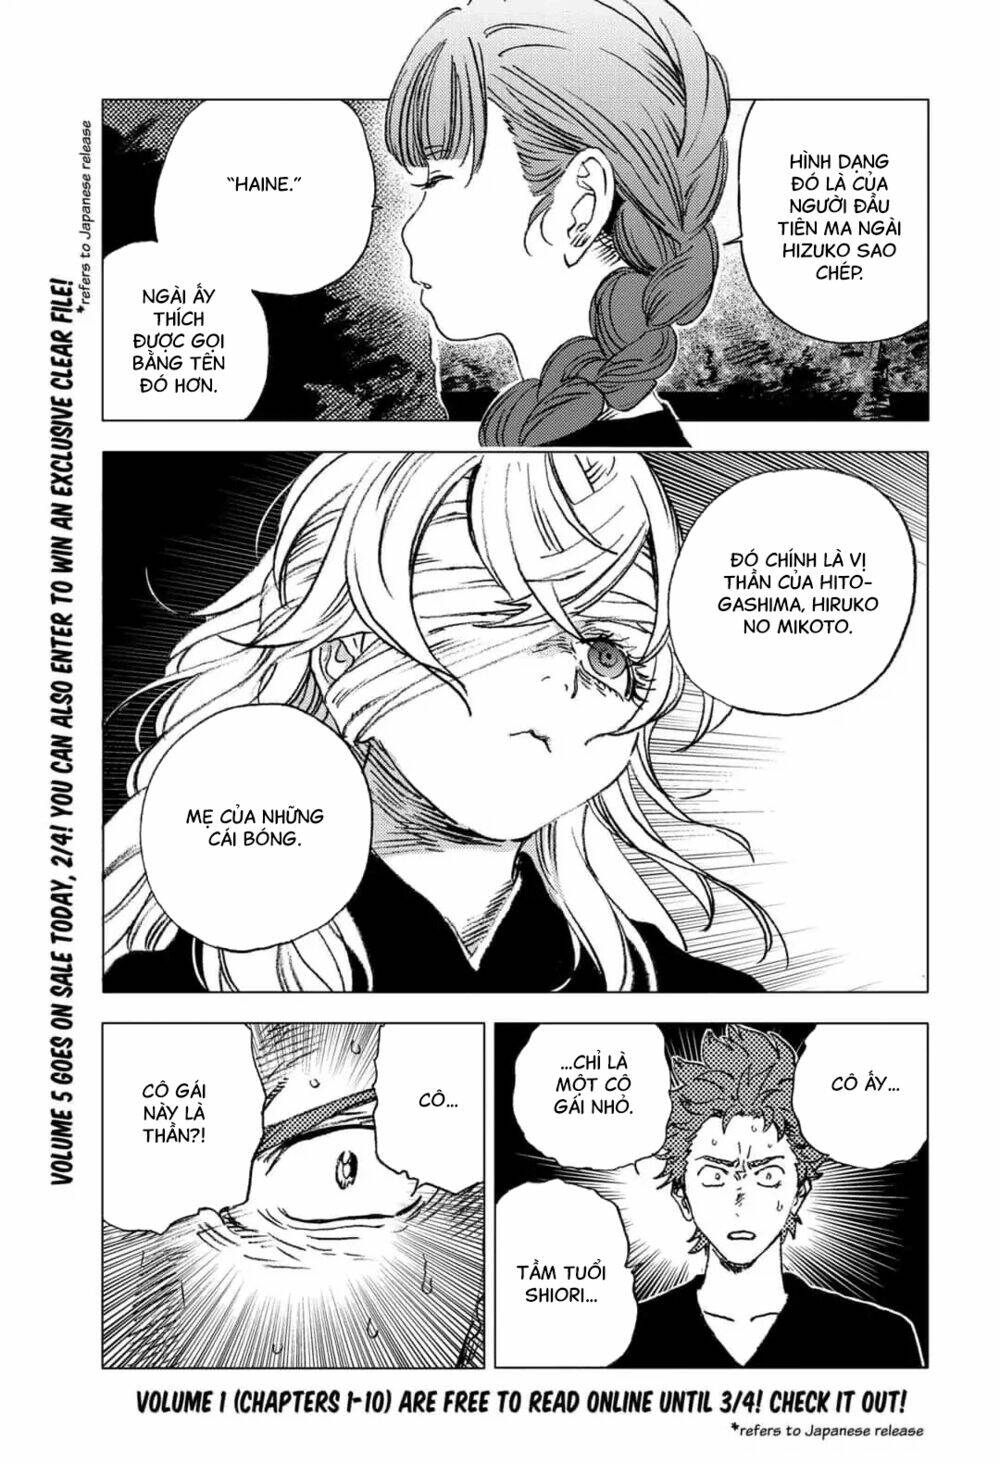 HÌNH DẠNG
ĐÓ LÀ CỦA
NGƯỜI ĐẦU
TIÊN MA NGÀI
HIZUKO SAO
CHÉP.
“HAINE.”
NGÀI ẤY
THÍCH
ĐƯỢC GỌI
BẰNG TÊN
ĐÓ HƠN.
ĐÓ CHÍNH LÀ VỊ
THẦN CỦA HITO-
GASHIMA, HIRUKO
NO MIKOTO.
MẸ CỦA NHỮNG
CÁI BÓNG.
CÔ ẤY...
...CHỈ LÀ
MỘT CÔ
GÁI NHỎ.
TẦM TUỔI
SHIORI...
CÔ...
CÔ GÁI
NÀY LÀ
THẦN?!
VOLUME 5 GOES ON SALE TODAY, 2/4! YOU CAN ALSO ENTER TO WIN AN EXCLUSIVE CLEAR FILE!
*refers to Japanese release
VOLUME 1 (CHAPTERS 1-10) ARE FREE TO READ ONLINE UNTIL 3/4! CHECK IT OUT!
*refers to Japanese release